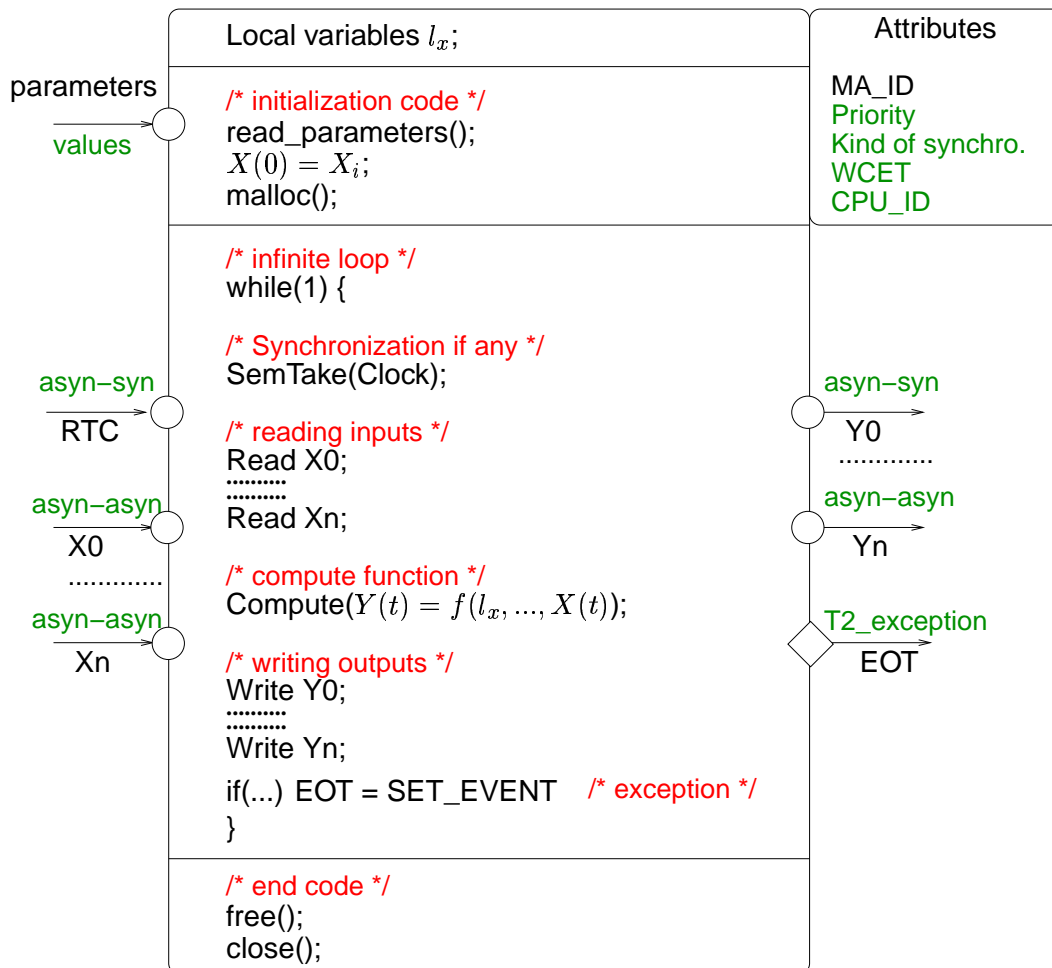 Local variables l_x;
Attributes
MA_ID
Priority
Kind of synchro.
WCET
CPU_ID
parameters
values
/* initialization code */
read_parameters();
X(0) = X_i;
malloc();
/* infinite loop */
while(1) {
/* Synchronization if any */
SemTake(Clock);
/* reading inputs */
Read X0;
..........
..........
Read Xn;
/* compute function */
Compute(Y(t) = f(l_x, ..., X(t));
/* writing outputs */
Write Y0;
..........
..........
Write Yn;
if(...) EOT = SET_EVENT /* exception */
}
/* end code */
free();
close();
asyn−syn
RTC
asyn−asyn
X0
.............
asyn−asyn
Xn
asyn−syn
Y0
.............
asyn−asyn
Yn
T2_exception
EOT